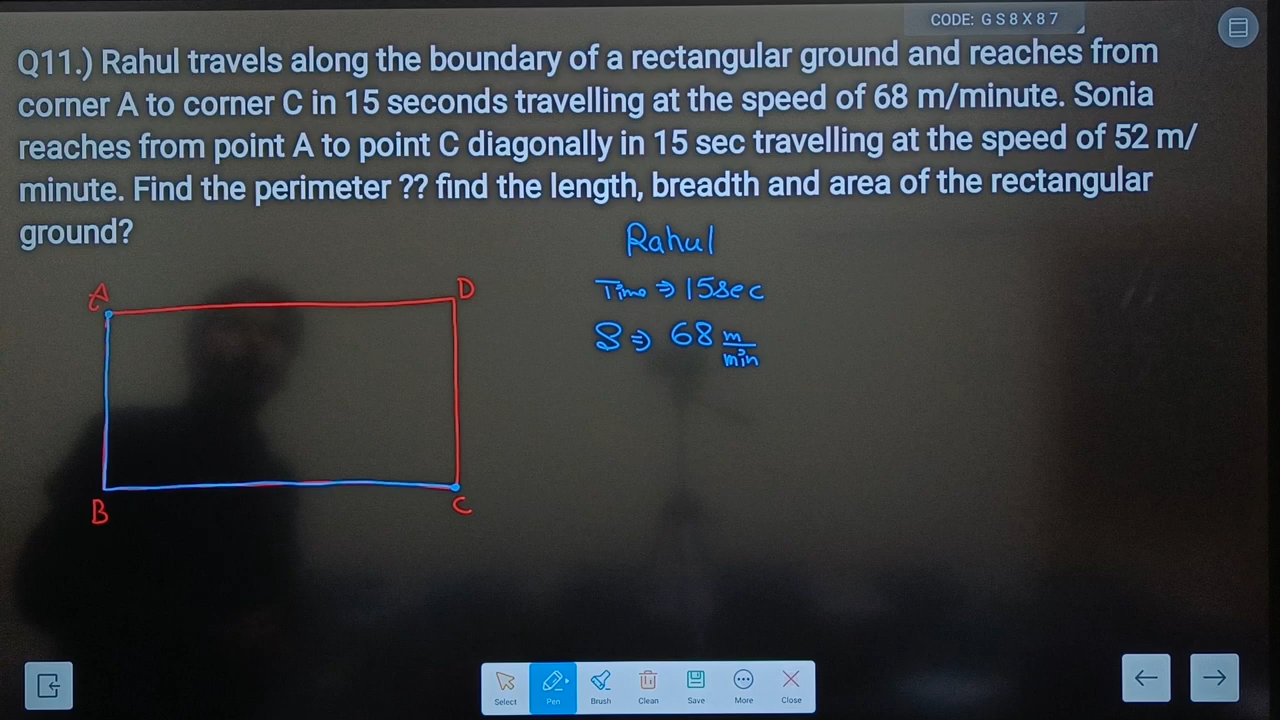 CODE: G S 8 X 8 7
Q11.) Rahul travels along the boundary of a rectangular ground and reaches from
corner A to corner C in 15 seconds travelling at the speed of 68 m/minute. Sonia
reaches from point A to point C diagonally in 15 sec travelling at the speed of 52 m/
minute. Find the perimeter ?? find the length, breadth and area of the rectangular
ground?
Rahul
Time ⇒ 15sec
S ⇒ 68 m/min
A
D
B
C
Select
Pen
Brush
Clean
Save
More
Close